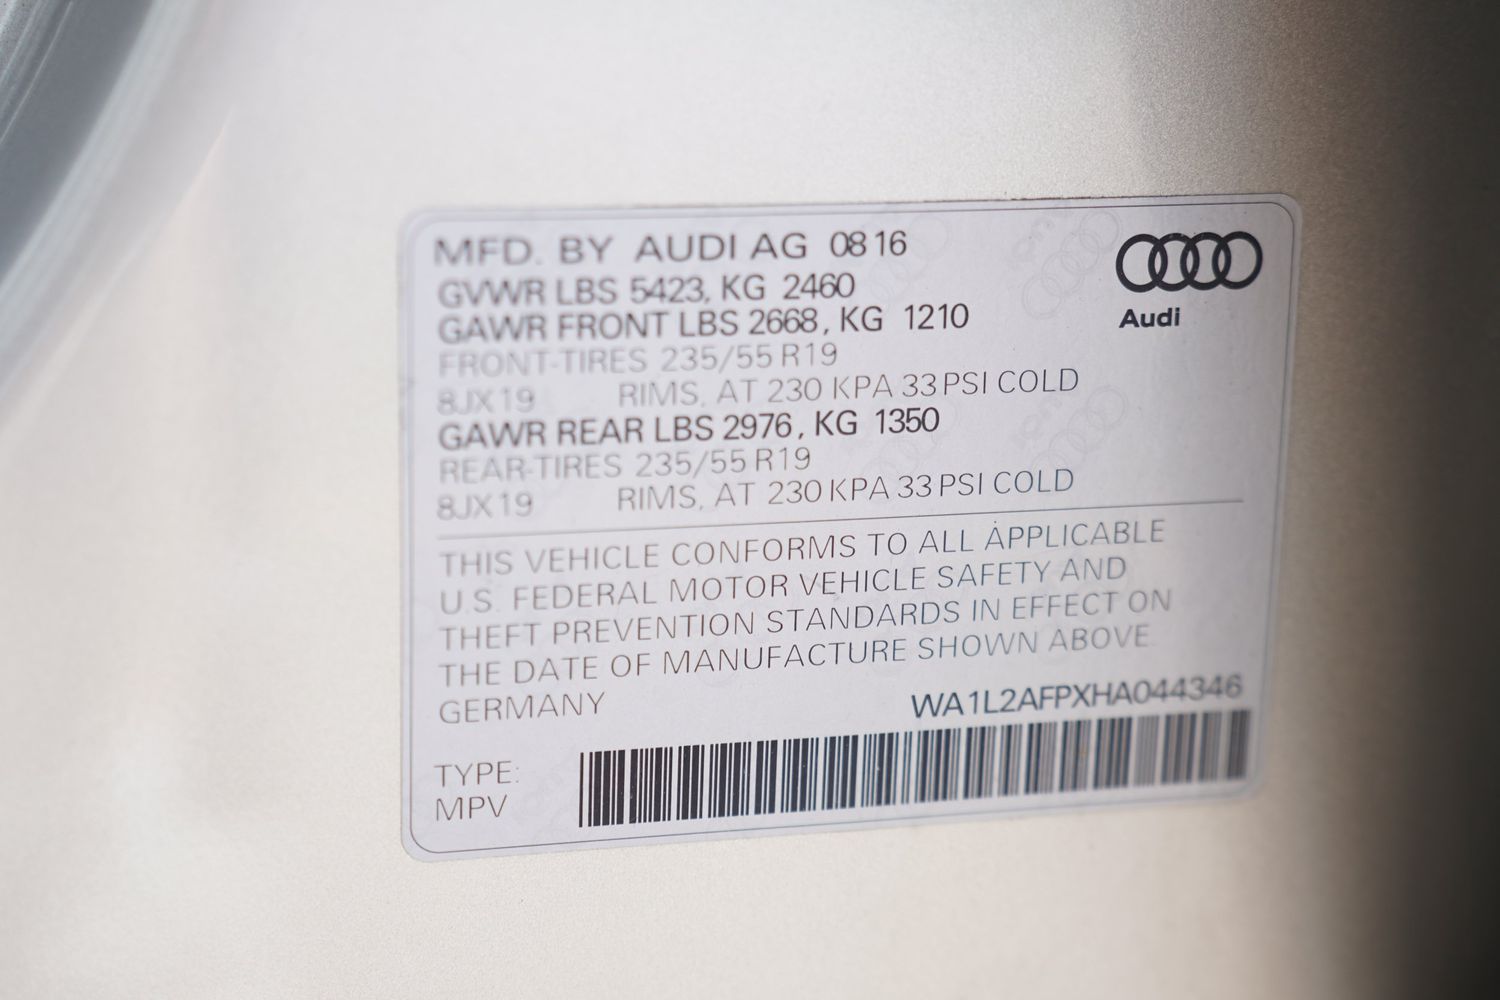 MFD. BY AUDI AG 08 16
GVWR LBS 5423, KG 2460
GAWR FRONT LBS 2668, KG 1210
FRONT-TIRES 235/55 R19
8JX19 RIMS, AT 230 KPA 33 PSI COLD
GAWR REAR LBS 2976, KG 1350
REAR-TIRES 235/55 R19
8JX19 RIMS, AT 230 KPA 33 PSI COLD
Audi
THIS VEHICLE CONFORMS TO ALL APPLICABLE
U.S. FEDERAL MOTOR VEHICLE SAFETY AND
THEFT PREVENTION STANDARDS IN EFFECT ON
THE DATE OF MANUFACTURE SHOWN ABOVE.
GERMANY WA1L2AFPXHA044346
TYPE:
MPV